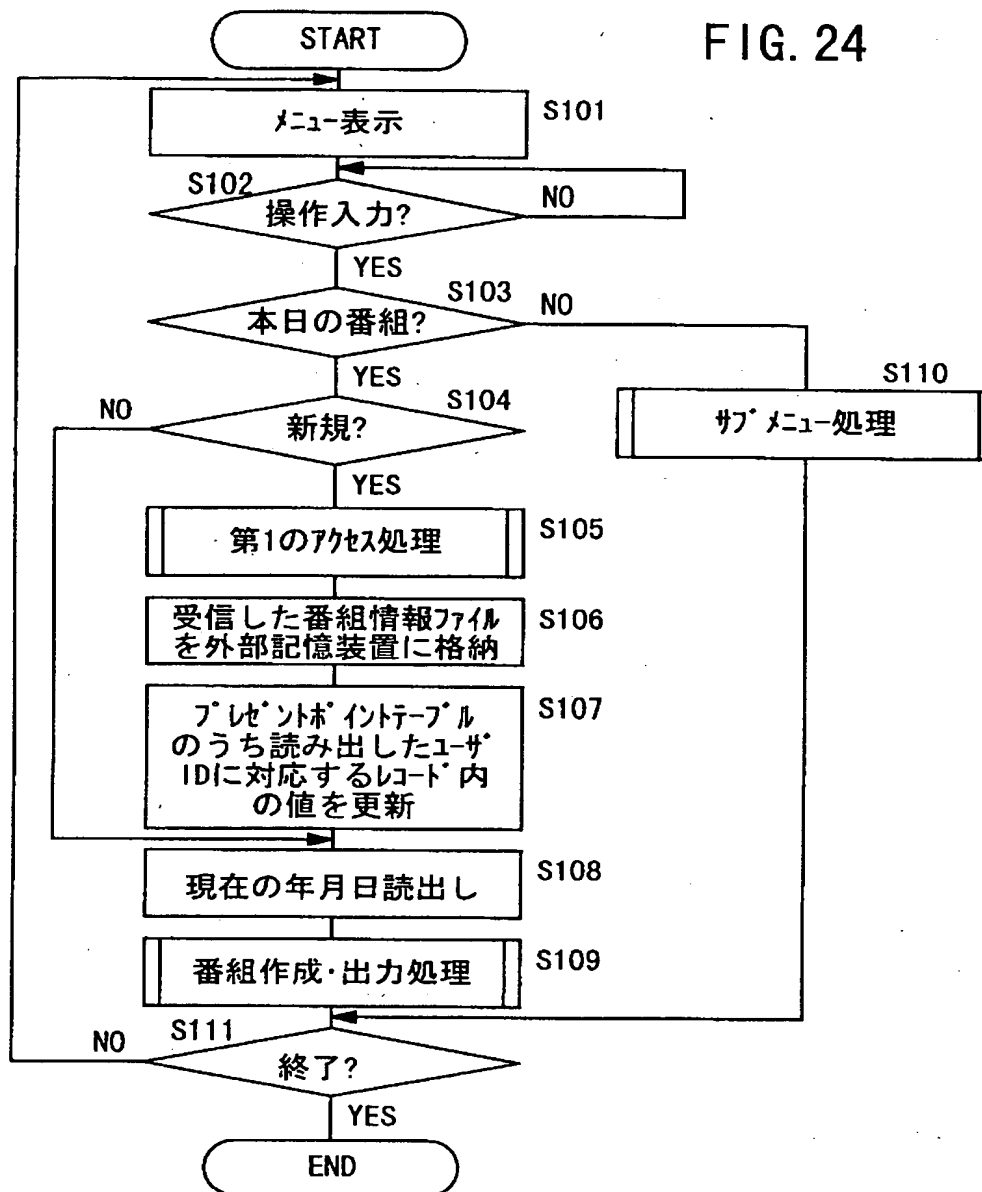 FIG. 24
START
メニュー表示
S101
S102
操作入力?
NO
YES
S103
本日の番組?
NO
YES
S104
新規?
NO
YES
S110
サブメニュー処理
第1のアクセス処理
S105
受信した番組情報ファイル
を外部記憶装置に格納
S106
プレゼントポイントテーブル
のうち読み出したユーザ
IDに対応するレコード内
の値を更新
S107
現在の年月日読出し
S108
番組作成・出力処理
S109
S111
NO
終了?
YES
END